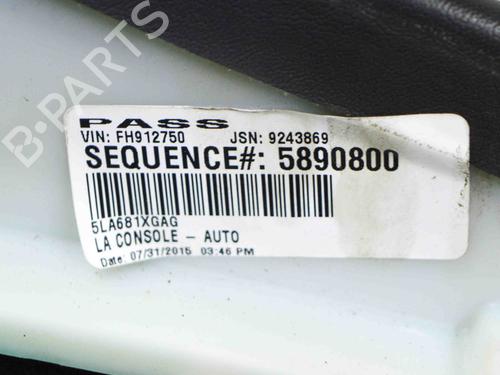 B-PARTS
PASS
VIN: FH912750 JSN: 9243869
SEQUENCE#: 5890800
5LA681XGAG
LA CONSOLE - AUTO
Date: 07/31/2015 03:46 PM